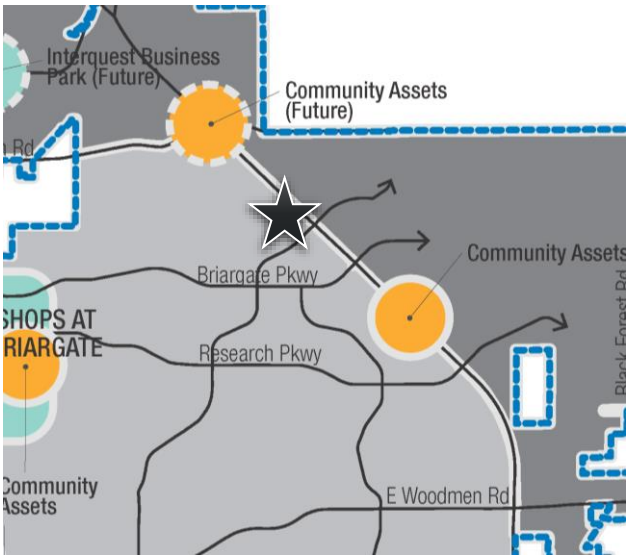 Interquest Business
Park (Future)
Community Assets
(Future)
Rd
Community Assets
Briargate Pkwy
SHOPS AT
RIARGATE
Research Pkwy
Black Forest Rd
Community
Assets
E Woodmen Rd